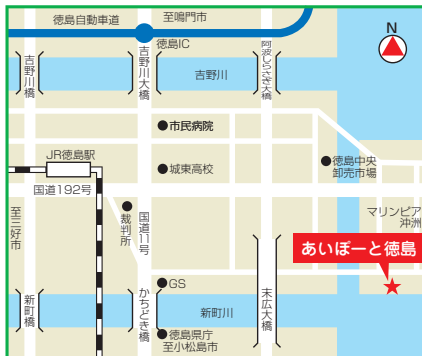 徳島自動車道
至鳴門市
N
吉野川橋
吉野川大橋
徳島IC
阿波しらさぎ大橋
吉野川
市民病院
JR徳島駅
城東高校
徳島中央
卸売市場
国道192号
至三好市
裁判所
国道11号
マリンピア
沖洲
あいぽーと徳島
GS
新町橋
かちどき橋
新町川
末広大橋
徳島県庁
至小松島市